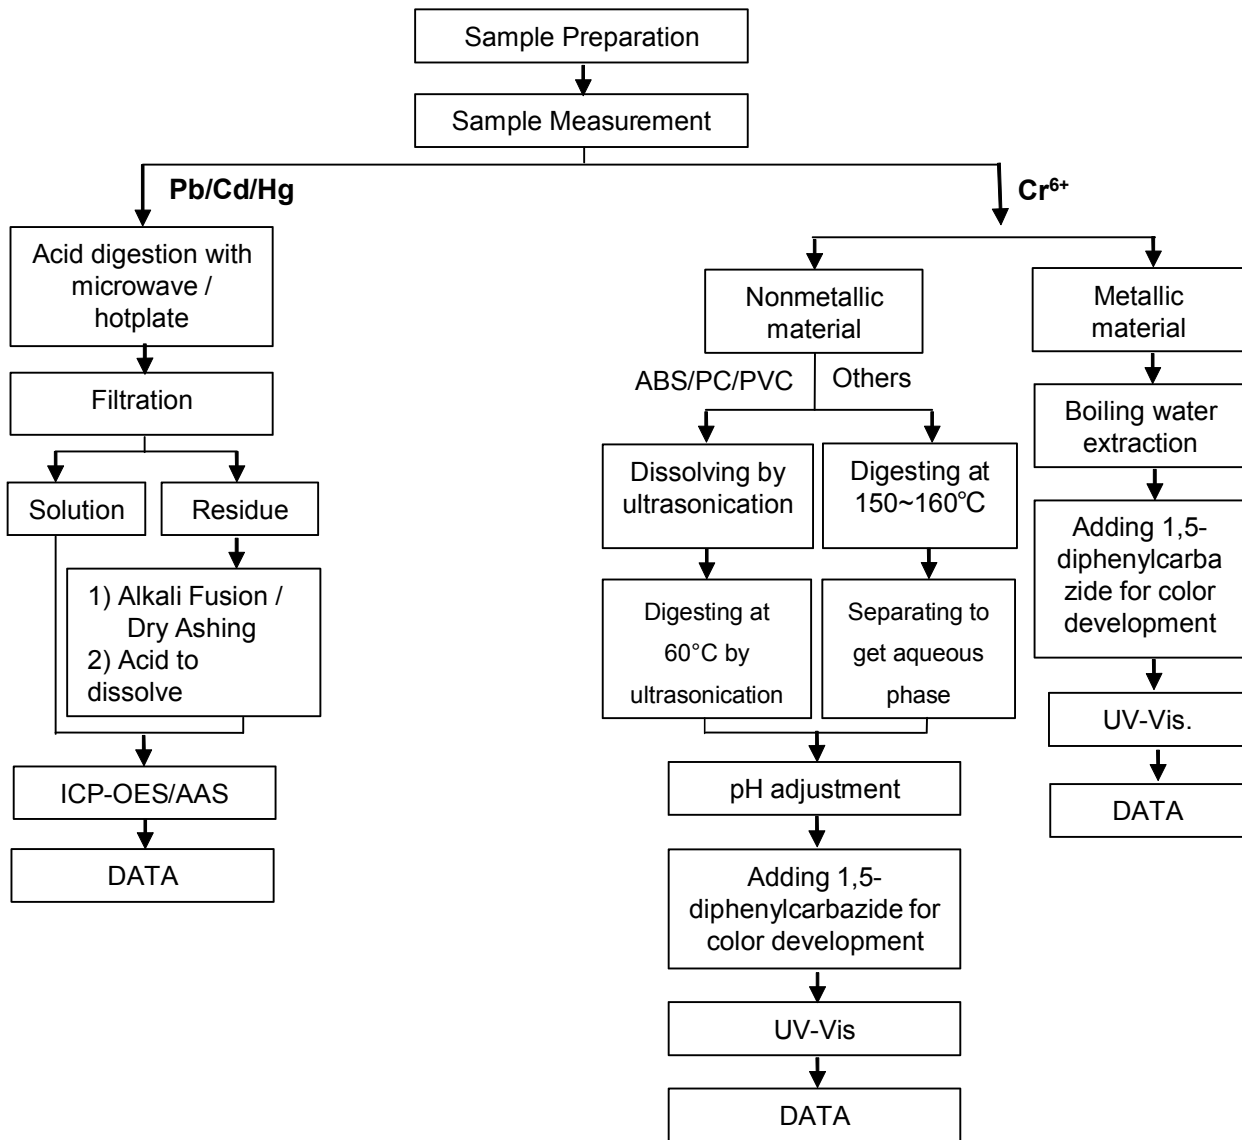 Sample Preparation
Sample Measurement
Pb/Cd/Hg
Acid digestion with
microwave /
hotplate
Filtration
Solution
Residue
1) Alkali Fusion /
Dry Ashing
2) Acid to
dissolve
ICP-OES/AAS
DATA
Cr⁶⁺
Nonmetallic
material
ABS/PC/PVC
Others
Dissolving by
ultrasonication
Digesting at
60°C by
ultrasonication
Digesting at
150~160℃
Separating to
get aqueous
phase
pH adjustment
Adding 1,5-
diphenylcarbazide for
color development
UV-Vis
DATA
Metallic
material
Boiling water
extraction
Adding 1,5-
diphenylcarba
zide for color
development
UV-Vis.
DATA